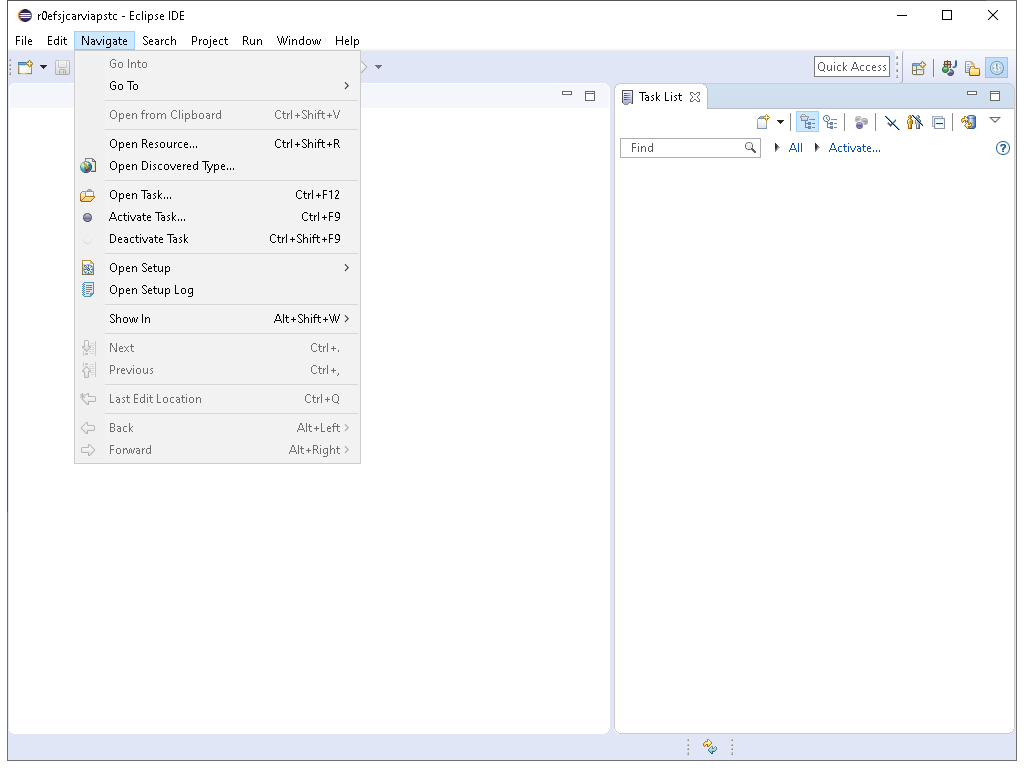 r0efsjcarviapstc - Eclipse IDE
File Edit Navigate Search Project Run Window Help
Quick Access
Go Into
Go To
Open from Clipboard Ctrl+Shift+V
Open Resource... Ctrl+Shift+R
Open Discovered Type...
Open Task... Ctrl+F12
Activate Task... Ctrl+F9
Deactivate Task Ctrl+Shift+F9
Open Setup
Open Setup Log
Show In Alt+Shift+W
Next Ctrl+.
Previous Ctrl+,
Last Edit Location Ctrl+Q
Back Alt+Left
Forward Alt+Right
Task List
Find All Activate...